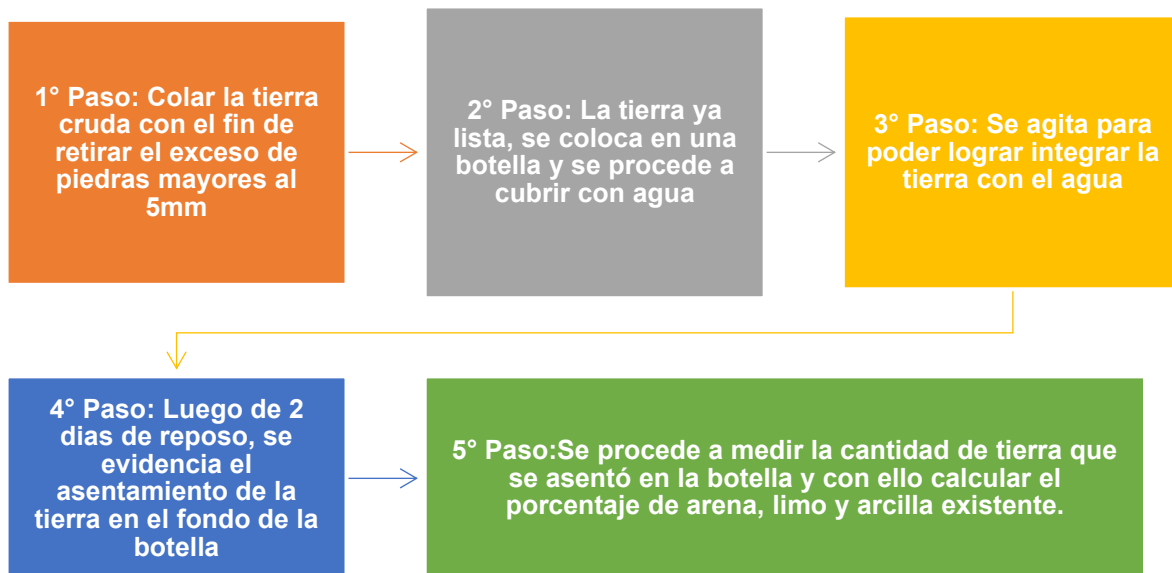 1° Paso: Colar la tierra
cruda con el fin de
retirar el exceso de
piedras mayores al
5mm
2° Paso: La tierra ya
lista, se coloca en una
botella y se procede a
cubrir con agua
3° Paso: Se agita para
poder lograr integrar la
tierra con el agua
4° Paso: Luego de 2
dias de reposo, se
evidencia el
asentamiento de la
tierra en el fondo de la
botella
5° Paso:Se procede a medir la cantidad de tierra que
se asentó en la botella y con ello calcular el
porcentaje de arena, limo y arcilla existente.